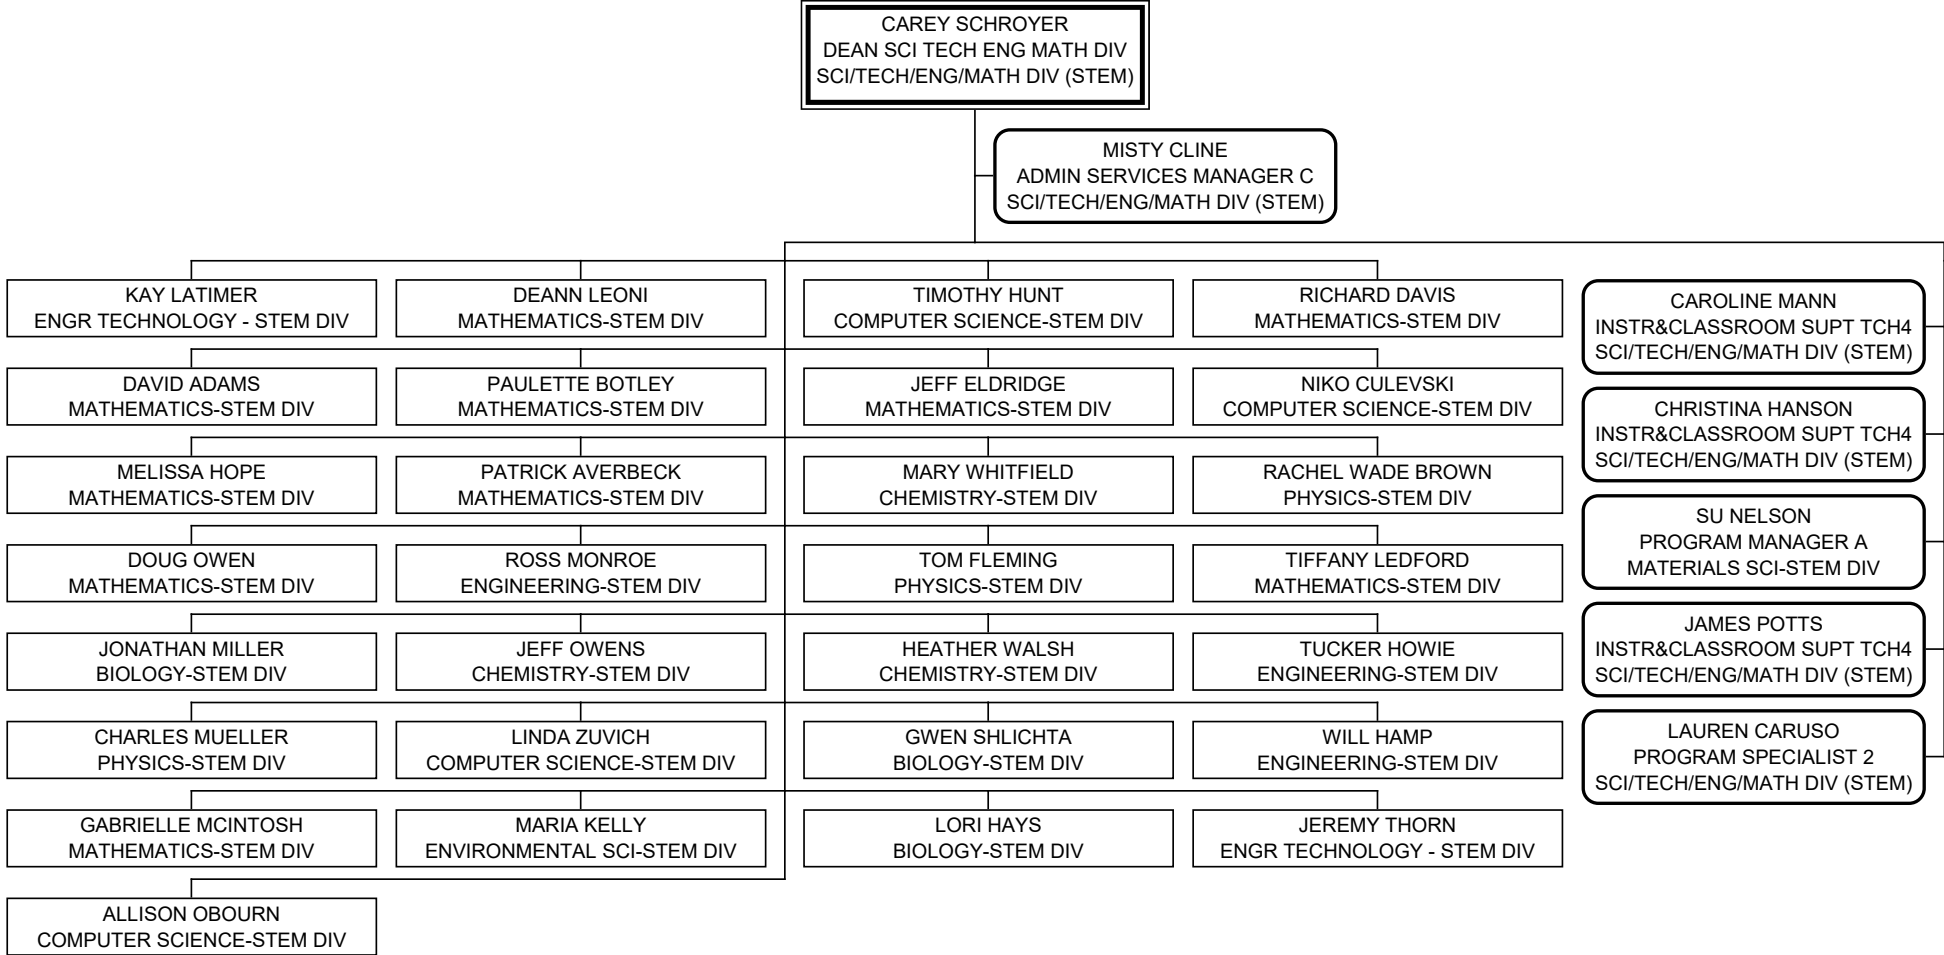 CAREY SCHROYER
DEAN SCI TECH ENG MATH DIV
SCI/TECH/ENG/MATH DIV (STEM)
MISTY CLINE
ADMIN SERVICES MANAGER C
SCI/TECH/ENG/MATH DIV (STEM)
KAY LATIMER
ENGR TECHNOLOGY - STEM DIV
DEANN LEONI
MATHEMATICS-STEM DIV
TIMOTHY HUNT
COMPUTER SCIENCE-STEM DIV
RICHARD DAVIS
MATHEMATICS-STEM DIV
DAVID ADAMS
MATHEMATICS-STEM DIV
PAULETTE BOTLEY
MATHEMATICS-STEM DIV
JEFF ELDRIDGE
MATHEMATICS-STEM DIV
NIKO CULEVSKI
COMPUTER SCIENCE-STEM DIV
MELISSA HOPE
MATHEMATICS-STEM DIV
PATRICK AVERBECK
MATHEMATICS-STEM DIV
MARY WHITFIELD
CHEMISTRY-STEM DIV
RACHEL WADE BROWN
PHYSICS-STEM DIV
DOUG OWEN
MATHEMATICS-STEM DIV
ROSS MONROE
ENGINEERING-STEM DIV
TOM FLEMING
PHYSICS-STEM DIV
TIFFANY LEDFORD
MATHEMATICS-STEM DIV
JONATHAN MILLER
BIOLOGY-STEM DIV
JEFF OWENS
CHEMISTRY-STEM DIV
HEATHER WALSH
CHEMISTRY-STEM DIV
TUCKER HOWIE
ENGINEERING-STEM DIV
CHARLES MUELLER
PHYSICS-STEM DIV
LINDA ZUVICH
COMPUTER SCIENCE-STEM DIV
GWEN SHLICHTA
BIOLOGY-STEM DIV
WILL HAMP
ENGINEERING-STEM DIV
GABRIELLE MCINTOSH
MATHEMATICS-STEM DIV
MARIA KELLY
ENVIRONMENTAL SCI-STEM DIV
LORI HAYS
BIOLOGY-STEM DIV
JEREMY THORN
ENGR TECHNOLOGY - STEM DIV
ALLISON OBOURN
COMPUTER SCIENCE-STEM DIV
CAROLINE MANN
INSTR&CLASSROOM SUPT TCH4
SCI/TECH/ENG/MATH DIV (STEM)
CHRISTINA HANSON
INSTR&CLASSROOM SUPT TCH4
SCI/TECH/ENG/MATH DIV (STEM)
SU NELSON
PROGRAM MANAGER A
MATERIALS SCI-STEM DIV
JAMES POTTS
INSTR&CLASSROOM SUPT TCH4
SCI/TECH/ENG/MATH DIV (STEM)
LAUREN CARUSO
PROGRAM SPECIALIST 2
SCI/TECH/ENG/MATH DIV (STEM)